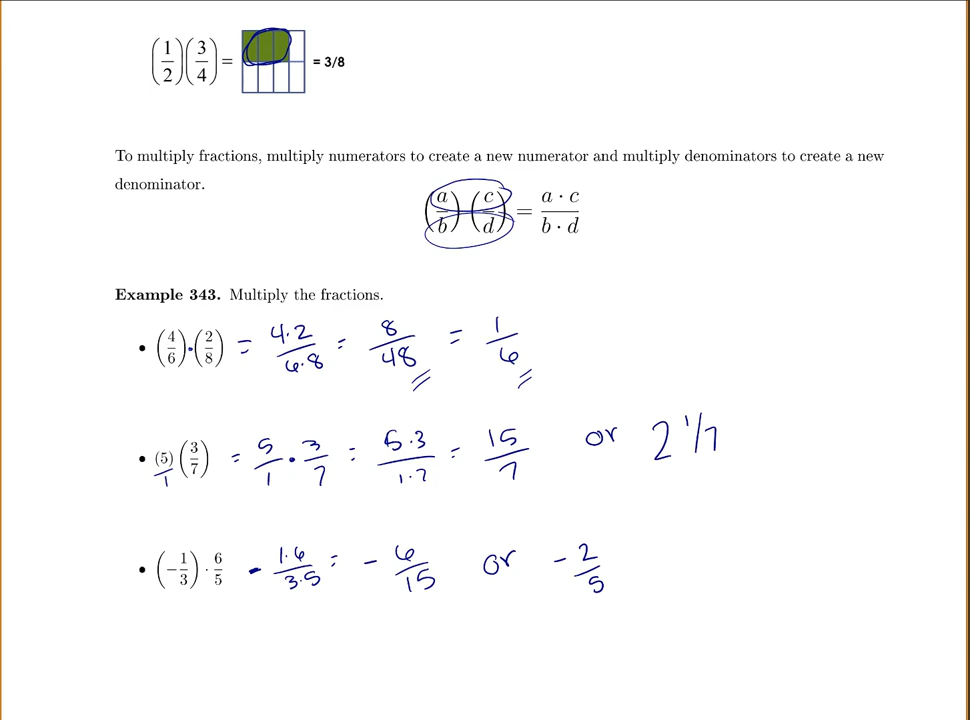 (1/2)(3/4) = = 3/8
To multiply fractions, multiply numerators to create a new numerator and multiply denominators to create a new
denominator.
(a/b)(c/d) = a · c / b · d
Example 343. Multiply the fractions.
• (4/6)·(2/8) = 4·2/6·8 = 8/48 = 1/6
• (5)/1 (3/7) = 5/1 · 3/7 = 5·3/1·7 = 15/7 or 2 1/7
• (−1/3) · 6/5 - 1·6/3·5 = - 6/15 or - 2/5